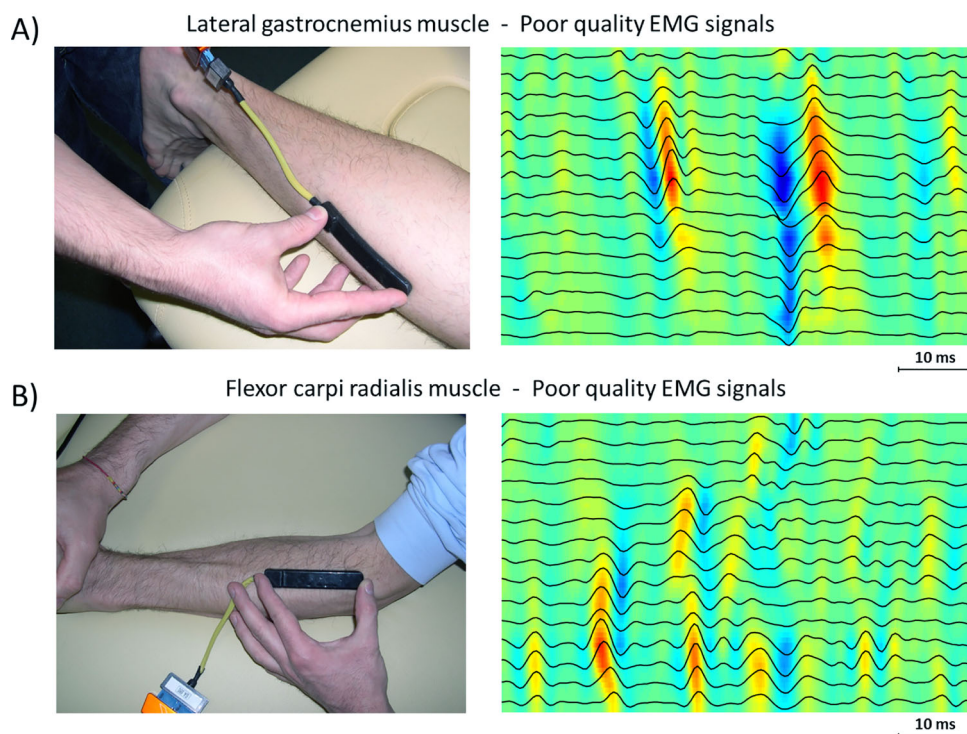 A)
Lateral gastrocnemius muscle - Poor quality EMG signals
10 ms
B)
Flexor carpi radialis muscle - Poor quality EMG signals
10 ms